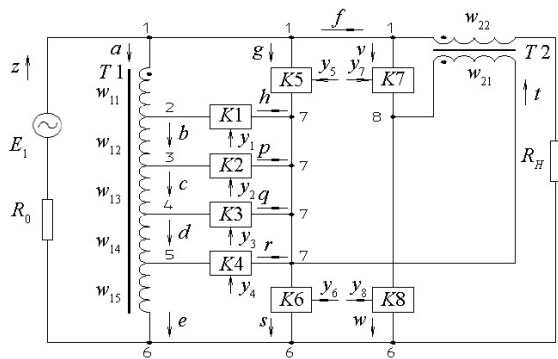 f
w22
1 1 1
z a g v T2
T1 K5 y5 y7 K7
w11 w21
2 K1 h 7 8 t
E1 b y1
w12
3 K2 p 7 RH
c y2
w13
R0 4 K3 q 7
d y3
w14
5 K4 r 7
y4
w15
K6 y6 y8 K8
e s w
6 6 6